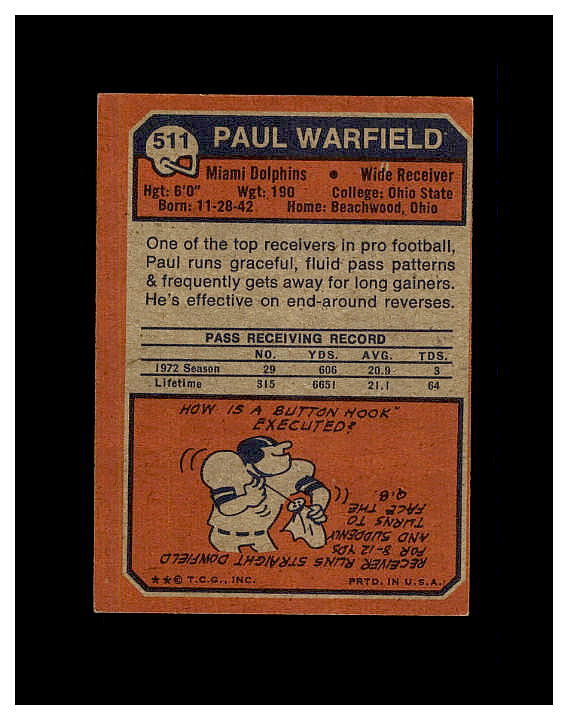 511
PAUL WARFIELD
Miami Dolphins • Wide Receiver
Hgt: 6'0" Wgt: 190 College: Ohio State
Born: 11-28-42 Home: Beachwood, Ohio
One of the top receivers in pro football,
Paul runs graceful, fluid pass patterns
& frequently gets away for long gainers.
He's effective on end-around reverses.
PASS RECEIVING RECORD
NO. YDS. AVG. TDS.
1972 Season 29 606 20.9 3
Lifetime 315 6651 21.1 64
HOW IS A BUTTON HOOK"
EXECUTED?
RECEIVER RUNS STRAIGHT DOWNFIELD
FOR 8-12 YDS
AND SUDDENLY
TURNS TO
FACE THE
Q.B.
★★© T.C.G., INC. PRTD. IN U.S.A.